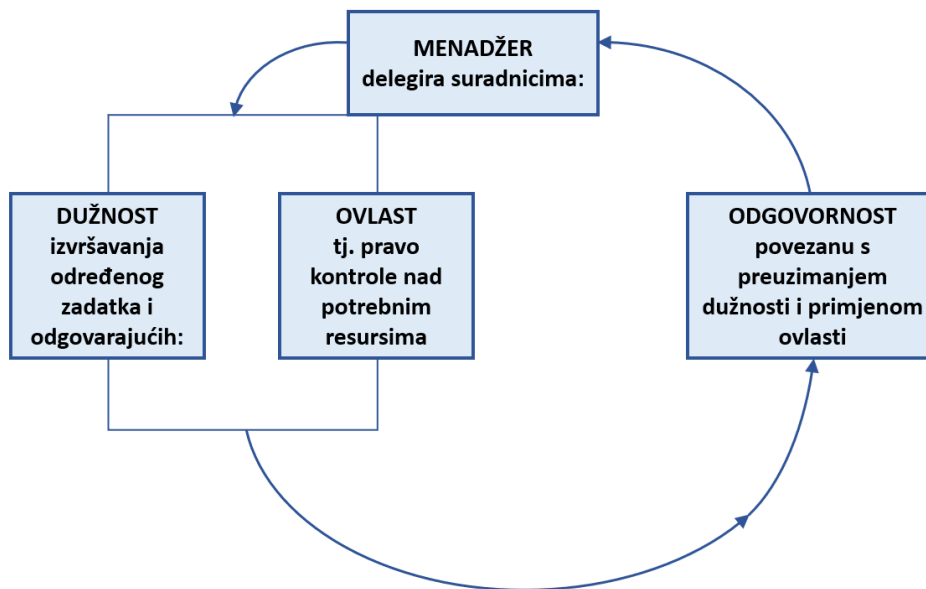 MENADŽER
delegira suradnicima:
DUŽNOST
izvršavanja
određenog
zadatka i
odgovarajućih:
OVLAST
tj. pravo
kontrole nad
potrebnim
resursima
ODGOVORNOST
povezanu s
preuzimanjem
dužnosti i primjenom
ovlasti